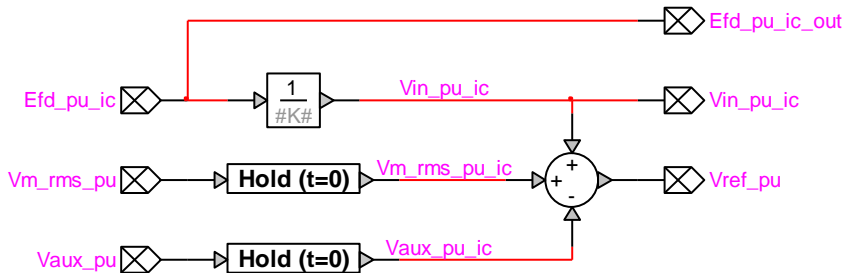 Efd_pu_ic_out
Efd_pu_ic
1
#K#
Vin_pu_ic
Vin_pu_ic
Vm_rms_pu
Hold (t=0)
Vm_rms_pu_ic
+
+
-
Vref_pu
Vaux_pu
Hold (t=0)
Vaux_pu_ic